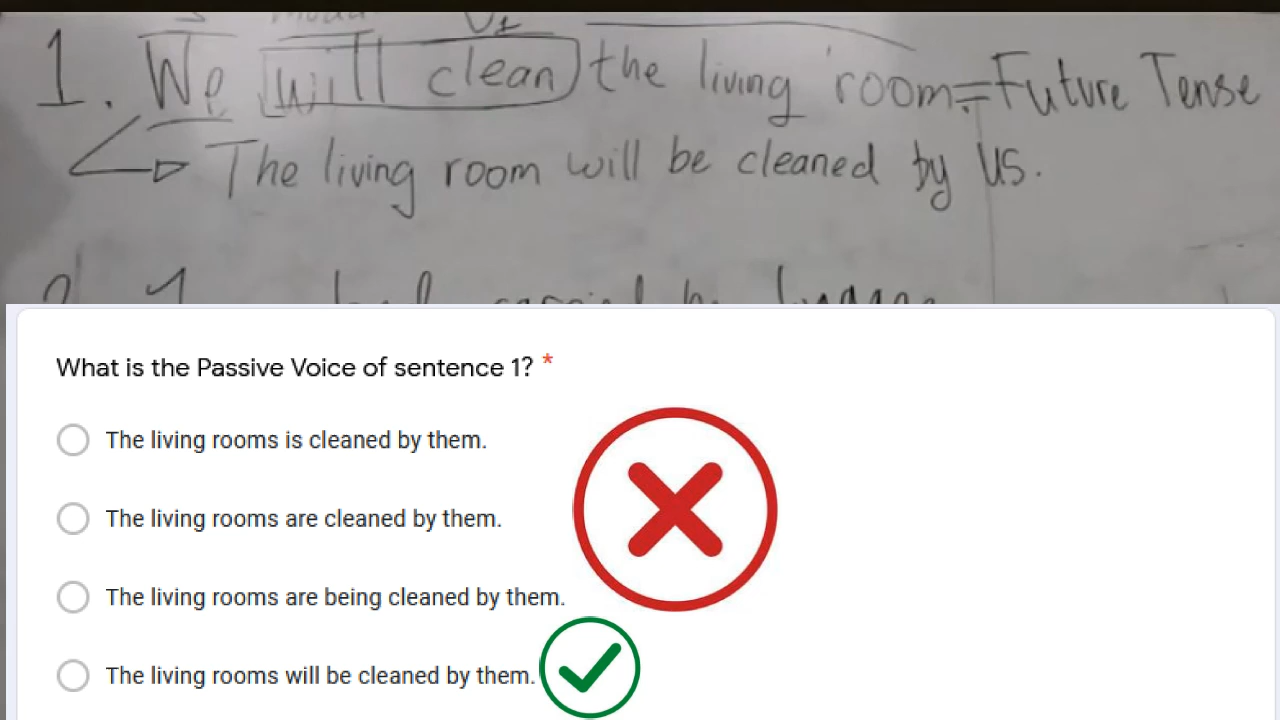 V1
1. We will clean the living room = Future Tense
The living room will be cleaned by us.
What is the Passive Voice of sentence 1? *
The living rooms is cleaned by them.
The living rooms are cleaned by them.
The living rooms are being cleaned by them.
The living rooms will be cleaned by them.